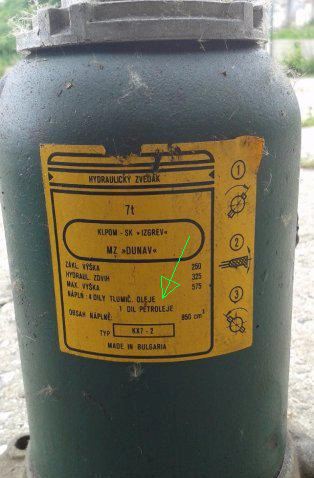 HYDRAULICKÝ ZVEDÁK
7t
KLPOM - SK »IZGREV«
MZ »DUNAV«
ZÁKL. VÝŠKA 250
HYDRAUL. ZDVIH 325
MAX. VÝŠKA 575
NÁPLŇ: 4 DÍLY TLUMIČ. OLEJE
1 DÍL PETROLEJE
OBSAH NÁPLNĚ: 850 cm³
TYP KX7 - 2
MADE IN BULGARIA
1
2
3